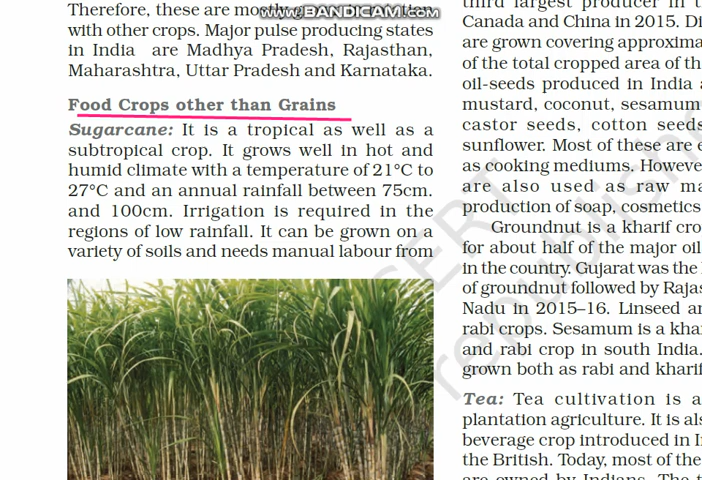 Therefore, these are mostly
www.BANDICAM.com
with other crops. Major pulse producing states
in India are Madhya Pradesh, Rajasthan,
Maharashtra, Uttar Pradesh and Karnataka.
Food Crops other than Grains
Sugarcane: It is a tropical as well as a
subtropical crop. It grows well in hot and
humid climate with a temperature of 21°C to
27°C and an annual rainfall between 75cm.
and 100cm. Irrigation is required in the
regions of low rainfall. It can be grown on a
variety of soils and needs manual labour from
third largest producer in
Canada and China in 2015. Di
are grown covering approxima
of the total cropped area of the
oil-seeds produced in India a
mustard, coconut, sesamum
castor seeds, cotton seeds
sunflower. Most of these are e
as cooking mediums. However
are also used as raw ma
production of soap, cosmetics
Groundnut is a kharif cro
for about half of the major oil
in the country. Gujarat was the
of groundnut followed by Rajas
Nadu in 2015–16. Linseed an
rabi crops. Sesamum is a kha
and rabi crop in south India.
grown both as rabi and kharif
Tea: Tea cultivation is a
plantation agriculture. It is als
beverage crop introduced in I
the British. Today, most of the
are owned by Indians. The t
republishe